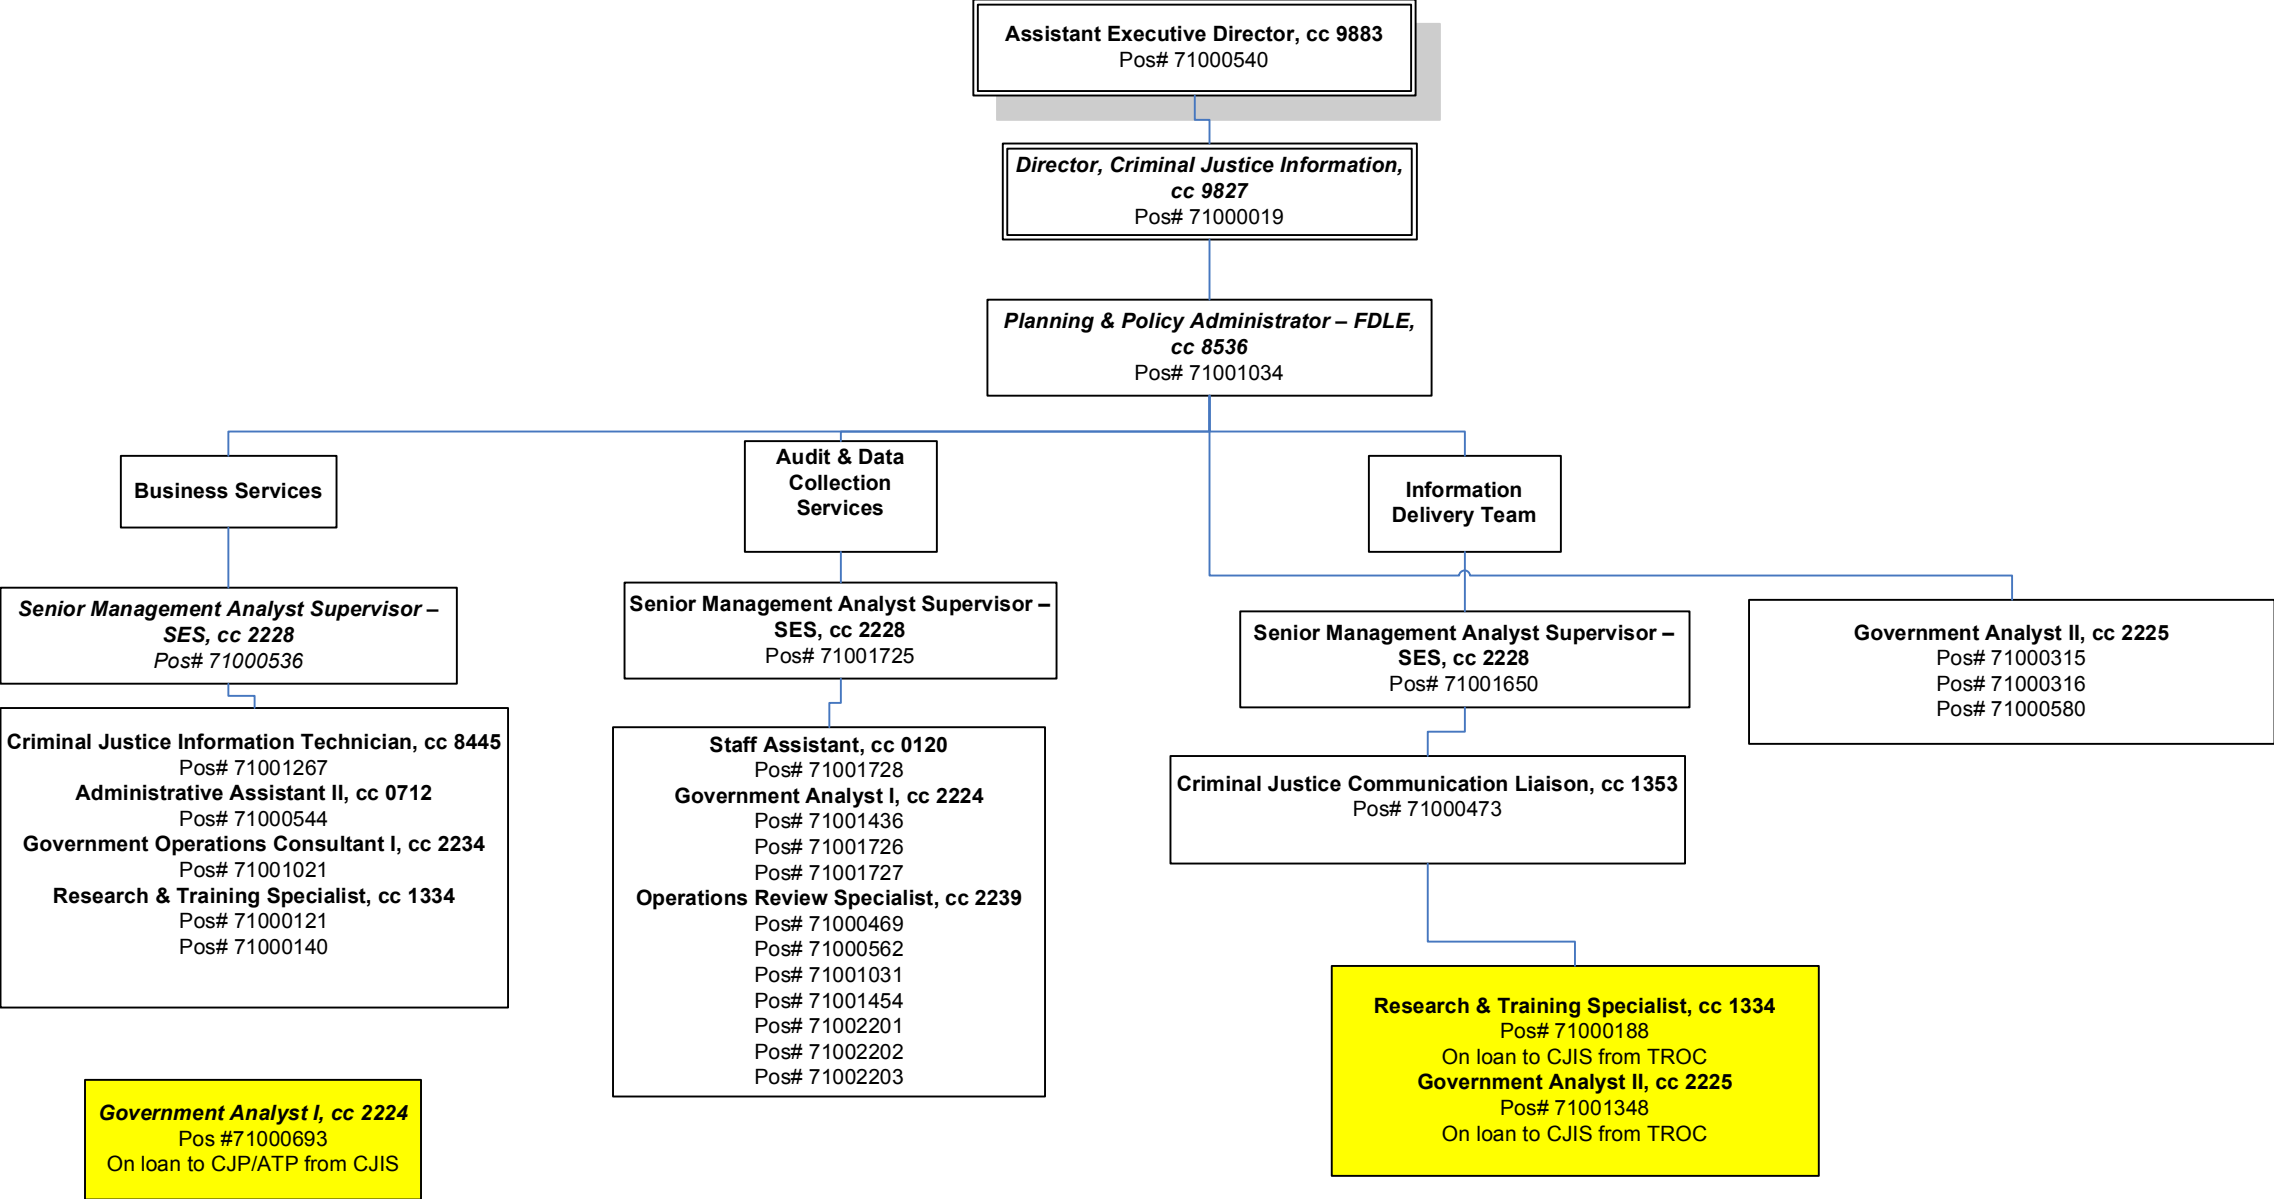 Assistant Executive Director, cc 9883
Pos# 71000540
Director, Criminal Justice Information,
cc 9827
Pos# 71000019
Planning & Policy Administrator – FDLE,
cc 8536
Pos# 71001034
Business Services
Audit & Data
Collection
Services
Information
Delivery Team
Senior Management Analyst Supervisor –
SES, cc 2228
Pos# 71000536
Senior Management Analyst Supervisor –
SES, cc 2228
Pos# 71001725
Senior Management Analyst Supervisor –
SES, cc 2228
Pos# 71001650
Government Analyst II, cc 2225
Pos# 71000315
Pos# 71000316
Pos# 71000580
Criminal Justice Information Technician, cc 8445
Pos# 71001267
Administrative Assistant II, cc 0712
Pos# 71000544
Government Operations Consultant I, cc 2234
Pos# 71001021
Research & Training Specialist, cc 1334
Pos# 71000121
Pos# 71000140
Staff Assistant, cc 0120
Pos# 71001728
Government Analyst I, cc 2224
Pos# 71001436
Pos# 71001726
Pos# 71001727
Operations Review Specialist, cc 2239
Pos# 71000469
Pos# 71000562
Pos# 71001031
Pos# 71001454
Pos# 71002201
Pos# 71002202
Pos# 71002203
Criminal Justice Communication Liaison, cc 1353
Pos# 71000473
Research & Training Specialist, cc 1334
Pos# 71000188
On loan to CJIS from TROC
Government Analyst II, cc 2225
Pos# 71001348
On loan to CJIS from TROC
Government Analyst I, cc 2224
Pos #71000693
On loan to CJP/ATP from CJIS